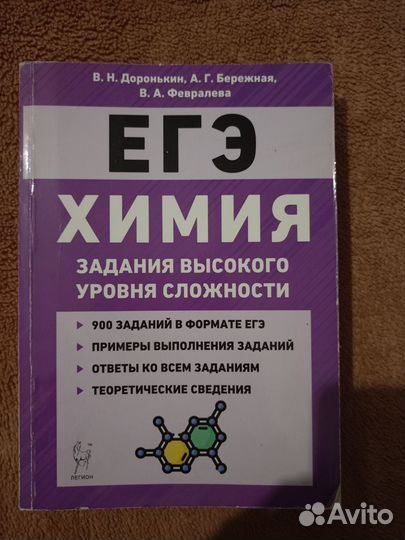 В. Н. Доронькин, А. Г. Бережная,
В. А. Февралева
ЕГЭ
ХИМИЯ
ЗАДАНИЯ ВЫСОКОГО
УРОВНЯ СЛОЖНОСТИ
900 ЗАДАНИЙ В ФОРМАТЕ ЕГЭ
ПРИМЕРЫ ВЫПОЛНЕНИЯ ЗАДАНИЙ
ОТВЕТЫ КО ВСЕМ ЗАДАНИЯМ
ТЕОРЕТИЧЕСКИЕ СВЕДЕНИЯ
ЛЕГИОН
Avito